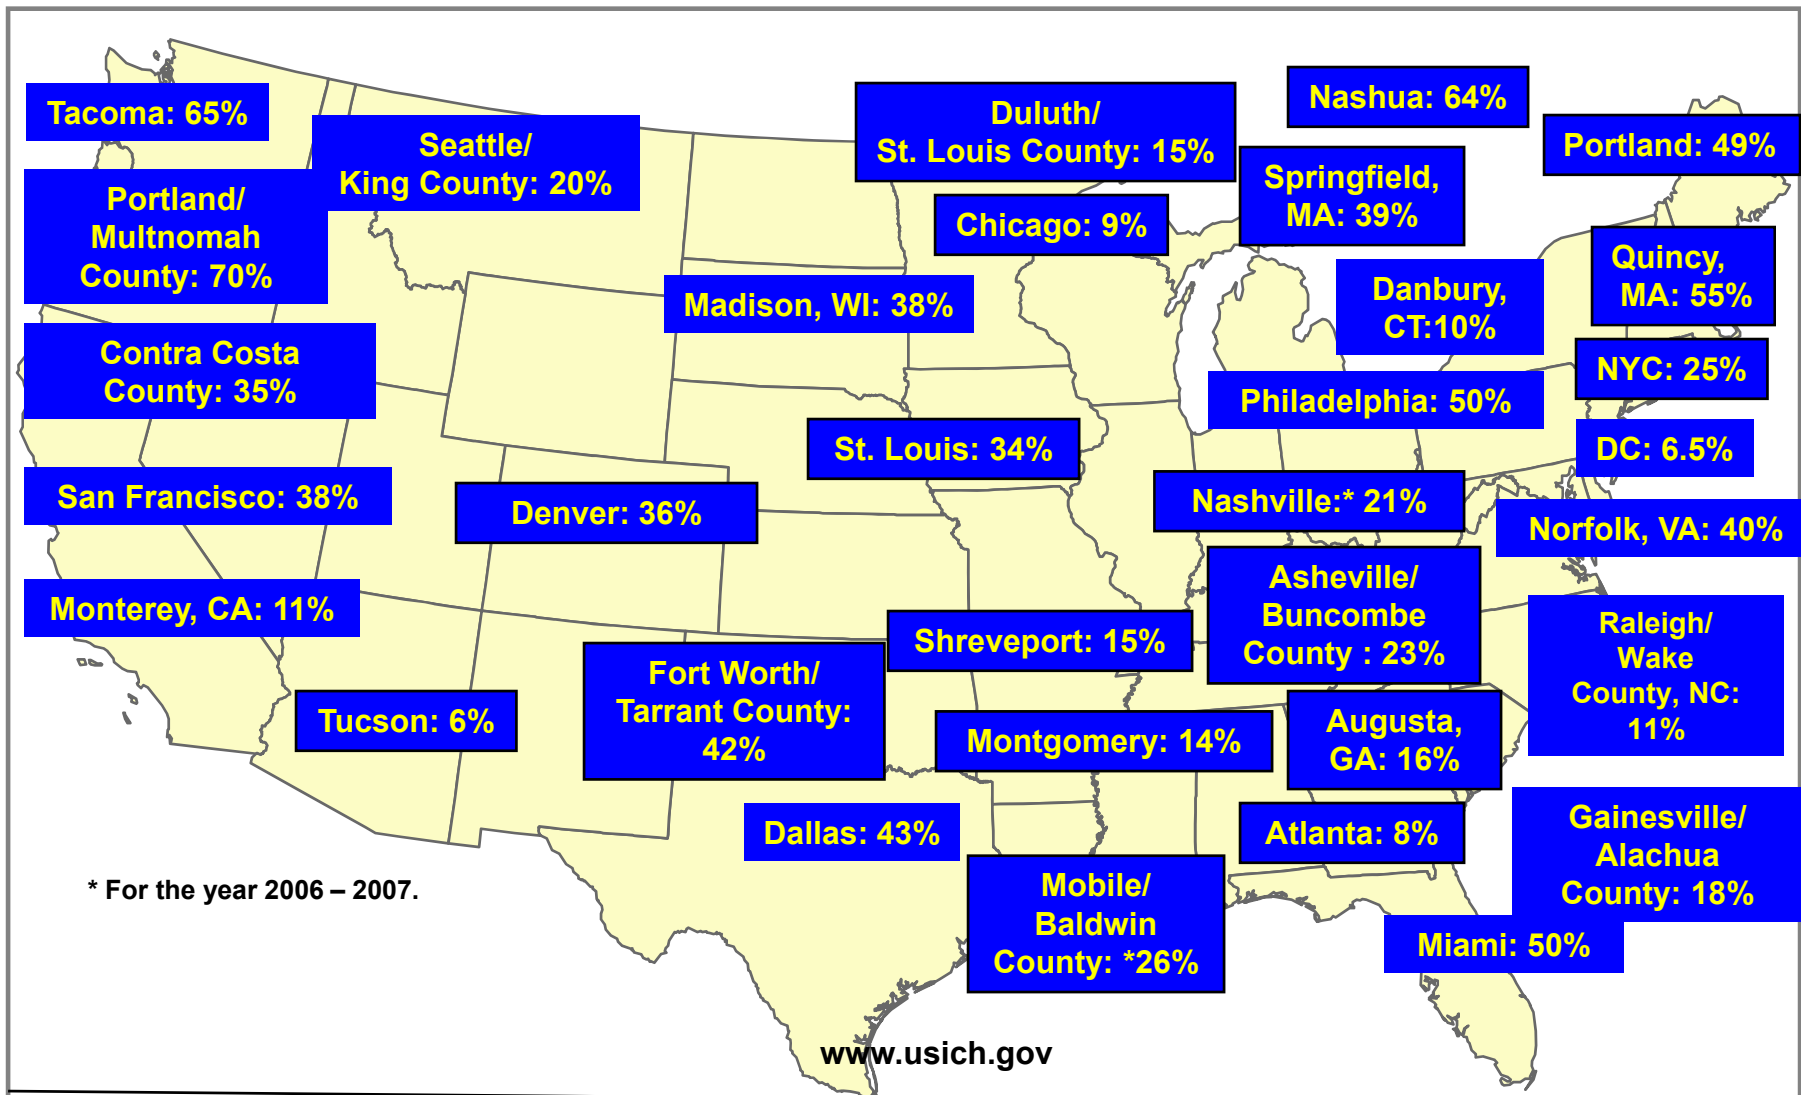 Tacoma: 65%
Seattle/
King County: 20%
Duluth/
St. Louis County: 15%
Nashua: 64%
Portland: 49%
Portland/
Multnomah
County: 70%
Chicago: 9%
Springfield,
MA: 39%
Quincy,
MA: 55%
Madison, WI: 38%
Danbury,
CT:10%
Contra Costa
County: 35%
NYC: 25%
Philadelphia: 50%
St. Louis: 34%
DC: 6.5%
San Francisco: 38%
Denver: 36%
Nashville:* 21%
Norfolk, VA: 40%
Monterey, CA: 11%
Asheville/
Buncombe
County : 23%
Shreveport: 15%
Raleigh/
Wake
County, NC:
11%
Fort Worth/
Tarrant County:
42%
Tucson: 6%
Montgomery: 14%
Augusta,
GA: 16%
Dallas: 43%
Atlanta: 8%
Gainesville/
Alachua
County: 18%
* For the year 2006 – 2007.
Mobile/
Baldwin
County: *26%
Miami: 50%
www.usich.gov